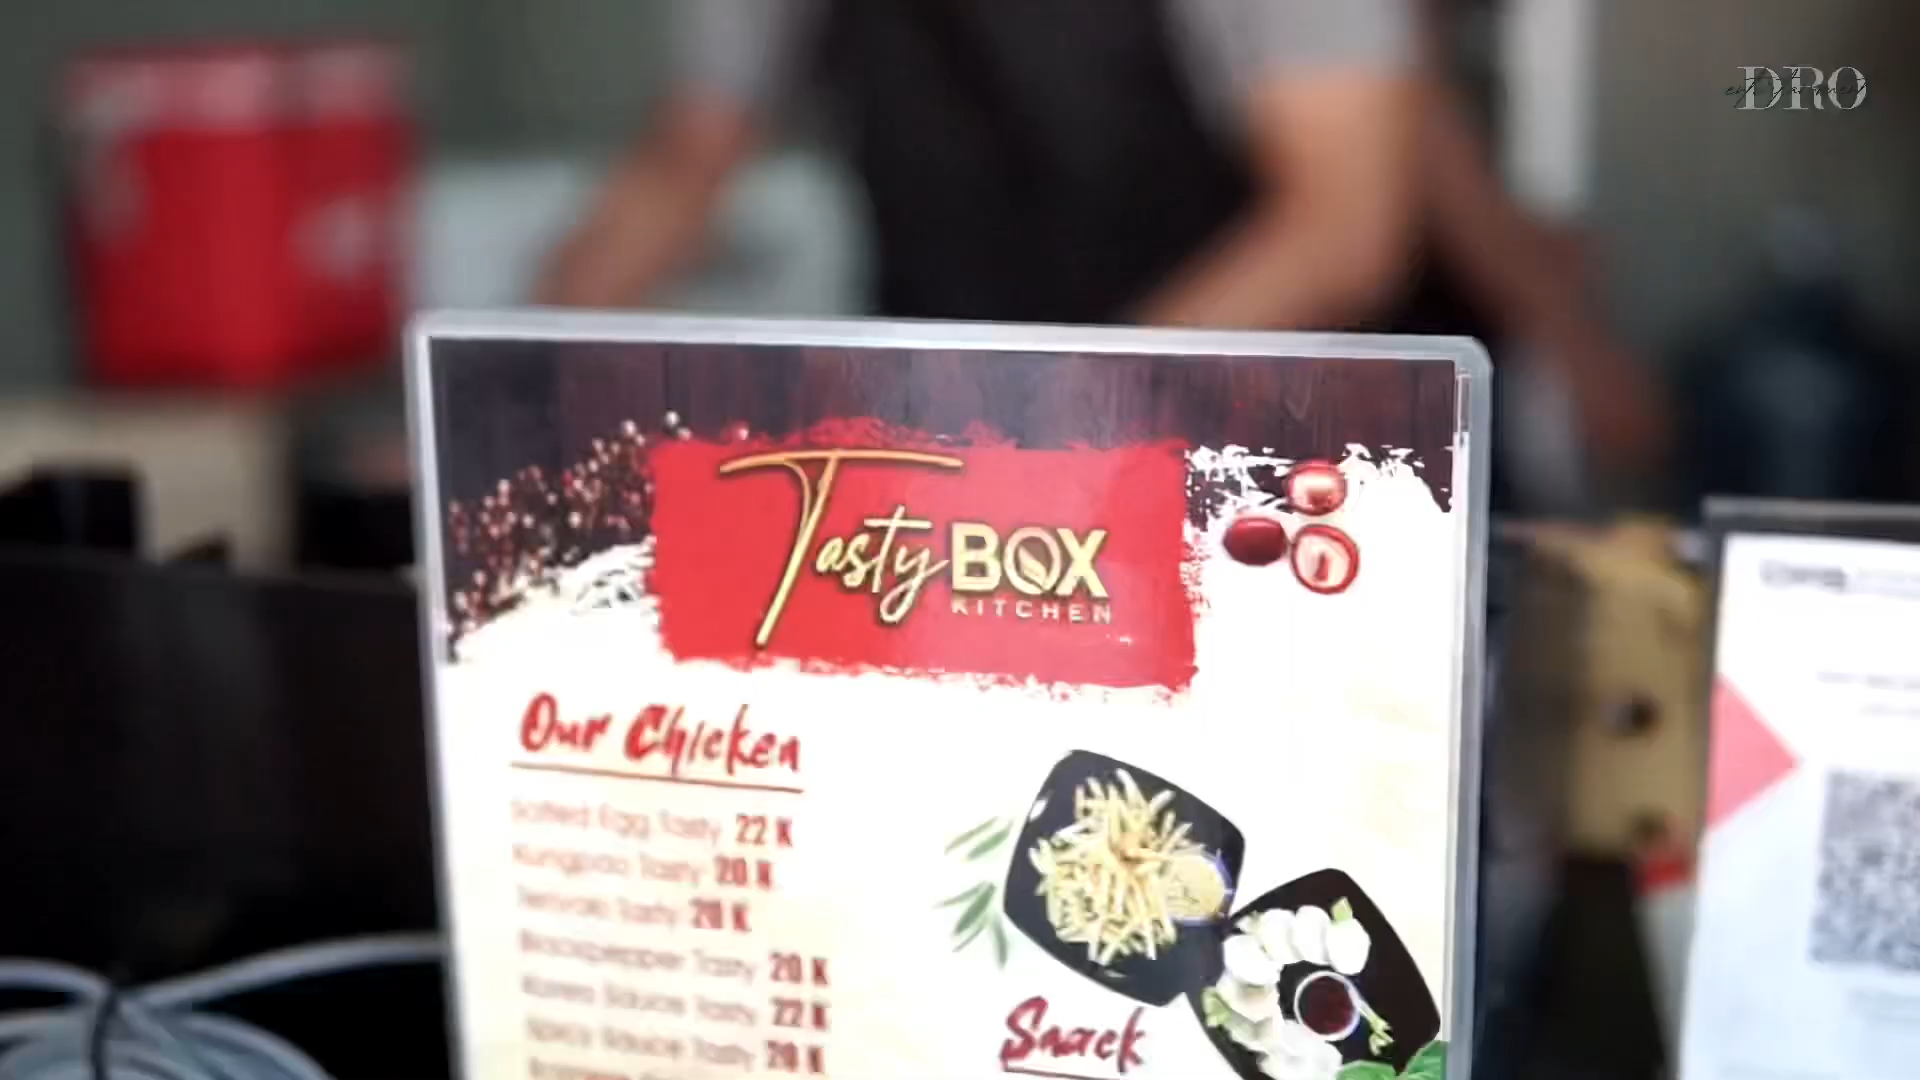 DRO
entertainment
Tasty BOX
KITCHEN
Our Chicken
Salted Egg Tasty 22 K
Kungpao Tasty 20 K
Teriyaki Tasty 20 K
Blackpepper Tasty 20 K
Korea Sauce Tasty 22 K
Spicy Sauce Tasty 20 K
Snack